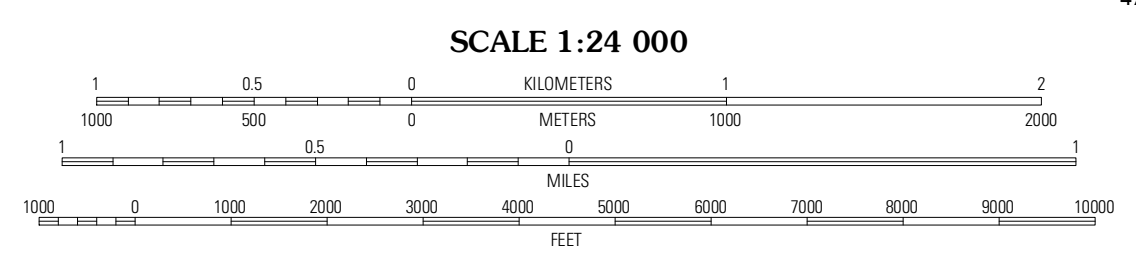 SCALE 1:24 000
1 0.5 0 KILOMETERS 1 2
1000 500 0 METERS 1000 2000
1 0.5 0 1
MILES
1000 0 1000 2000 3000 4000 5000 6000 7000 8000 9000 10000
FEET